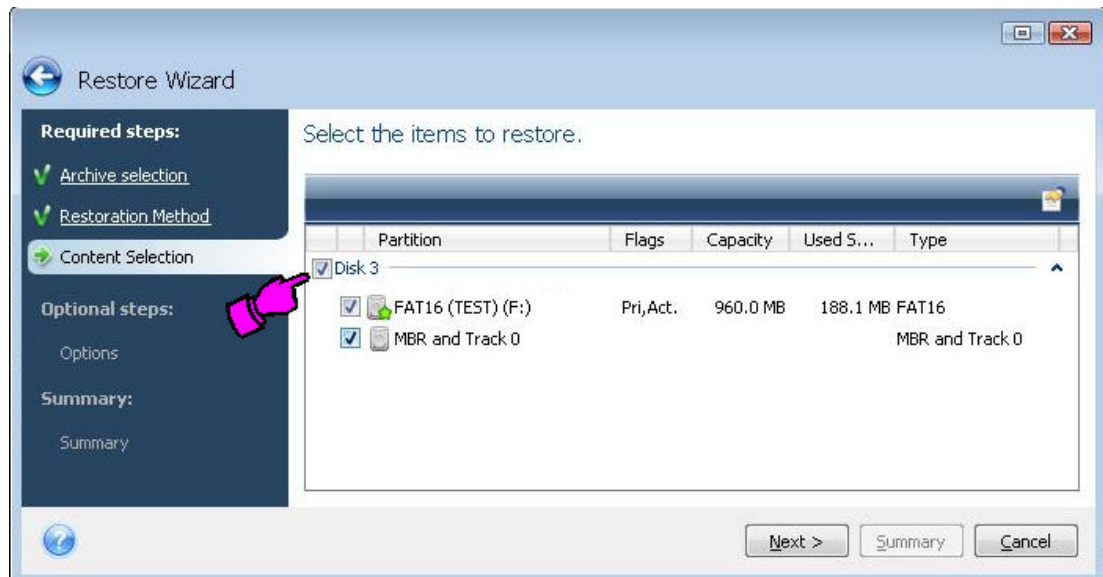 Restore Wizard
Required steps:
Archive selection
Restoration Method
Content Selection
Optional steps:
Options
Summary:
Summary
Select the items to restore.
Partition Flags Capacity Used S... Type
Disk 3
FAT16 (TEST) (F:) Pri,Act. 960.0 MB 188.1 MB FAT16
MBR and Track 0 MBR and Track 0
Next > Summary Cancel